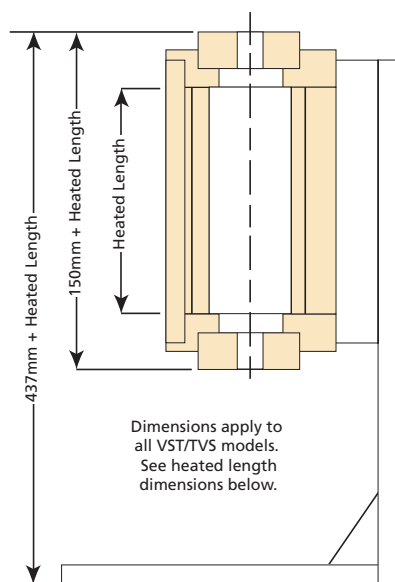 437mm + Heated Length
150mm + Heated Length
Heated Length
Dimensions apply to
all VST/TVS models.
See heated length
dimensions below.